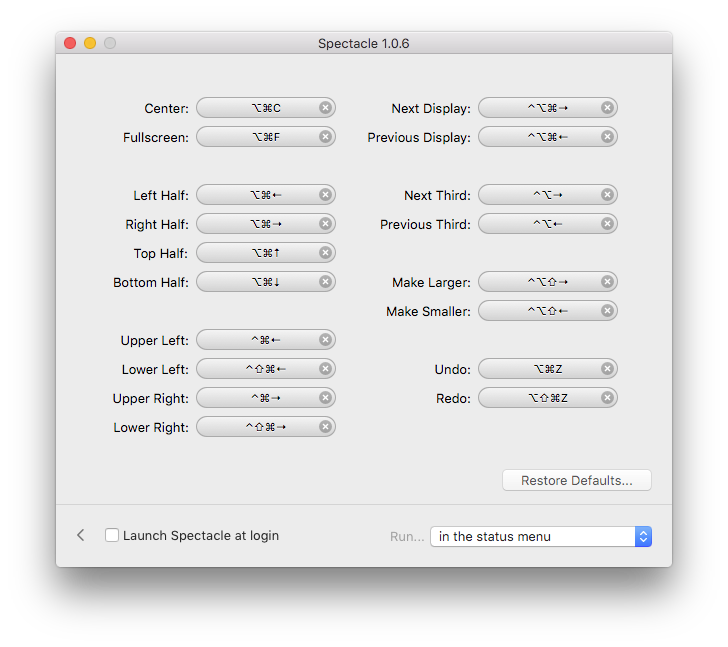 Spectacle 1.0.6
Center: ⌥⌘C
Fullscreen: ⌥⌘F
Left Half: ⌥⌘←
Right Half: ⌥⌘→
Top Half: ⌥⌘↑
Bottom Half: ⌥⌘↓
Upper Left: ^⌘←
Lower Left: ^⇧⌘←
Upper Right: ^⌘→
Lower Right: ^⇧⌘→
Next Display: ^⌥⌘→
Previous Display: ^⌥⌘←
Next Third: ^⌥→
Previous Third: ^⌥←
Make Larger: ^⌥⇧→
Make Smaller: ^⌥⇧←
Undo: ⌥⌘Z
Redo: ⌥⇧⌘Z
Restore Defaults...
Launch Spectacle at login
Run... in the status menu